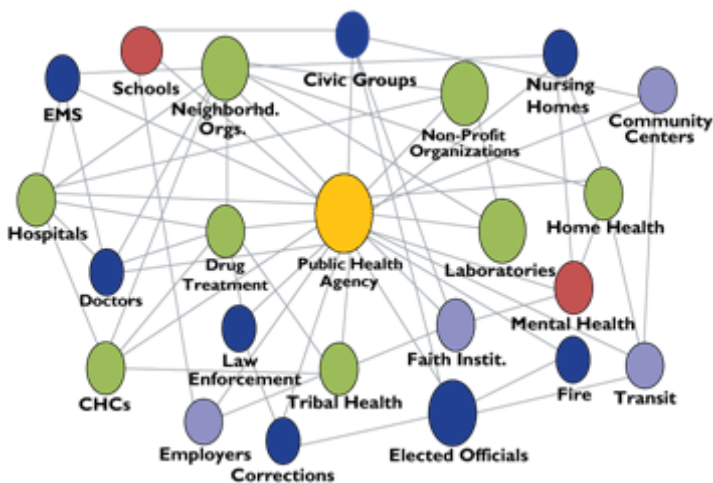 Civic Groups
Schools
EMS
Neighborhd.
Orgs.
Non-Profit
Organizations
Nursing
Homes
Community
Centers
Hospitals
Doctors
Drug
Treatment
Public Health
Agency
Laboratories
Home Health
Mental Health
Law
Enforcement
Faith Instit.
CHCs
Tribal Health
Fire
Transit
Employers
Corrections
Elected Officials